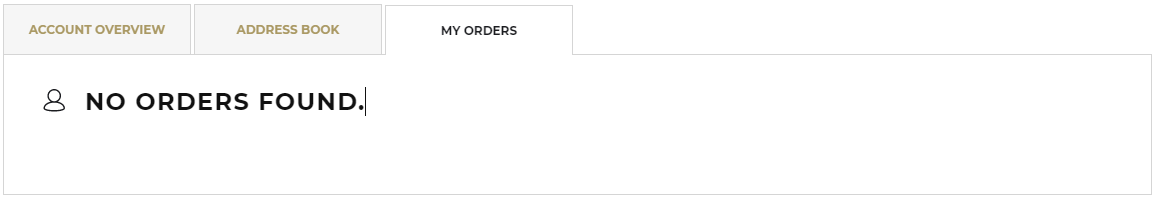 ACCOUNT OVERVIEW ADDRESS BOOK MY ORDERS
NO ORDERS FOUND.